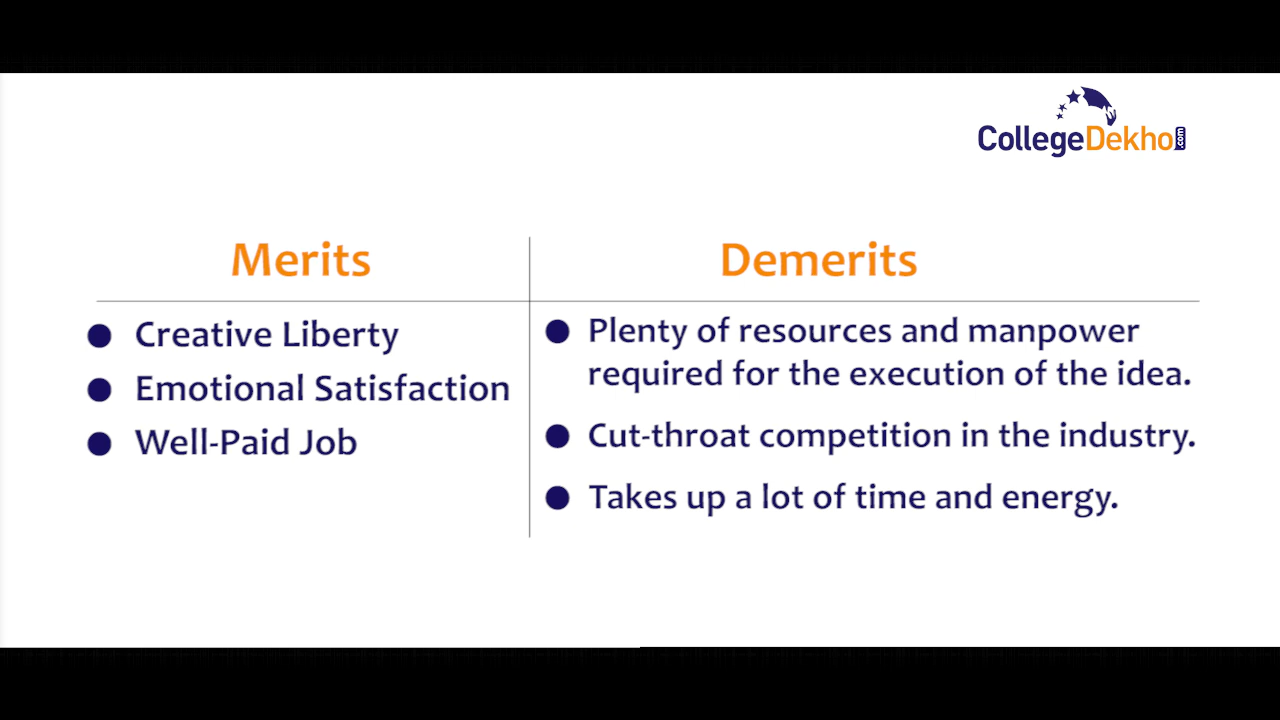 CollegeDekho.com
Merits
Demerits
● Creative Liberty
● Emotional Satisfaction
● Well-Paid Job
● Plenty of resources and manpower
required for the execution of the idea.
● Cut-throat competition in the industry.
● Takes up a lot of time and energy.